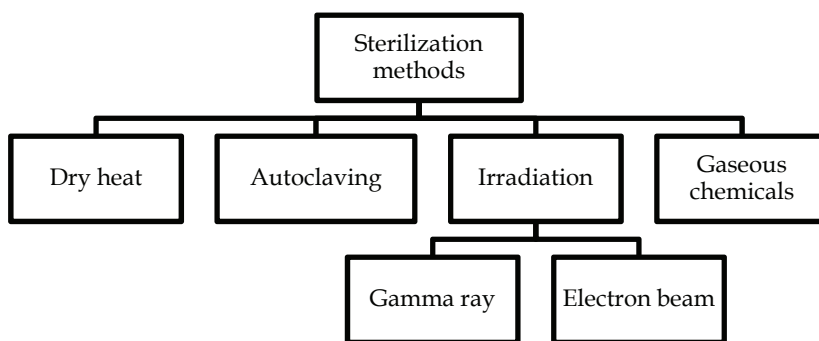 Sterilization
methods
Dry heat
Autoclaving
Irradiation
Gaseous
chemicals
Gamma ray
Electron beam